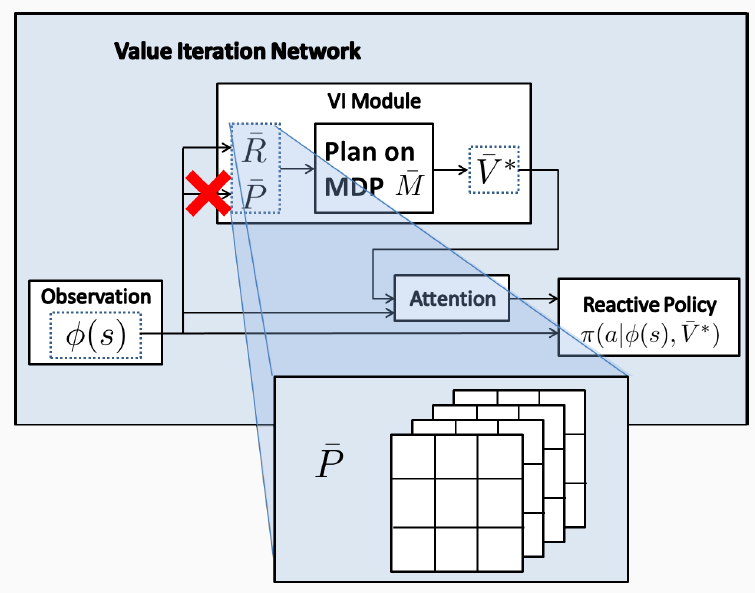 Value Iteration Network
VI Module
R̄
P̄
Plan on
MDP M̄
V̄*
Observation
ϕ(s)
Attention
Reactive Policy
π(a|ϕ(s), V̄*)
P̄